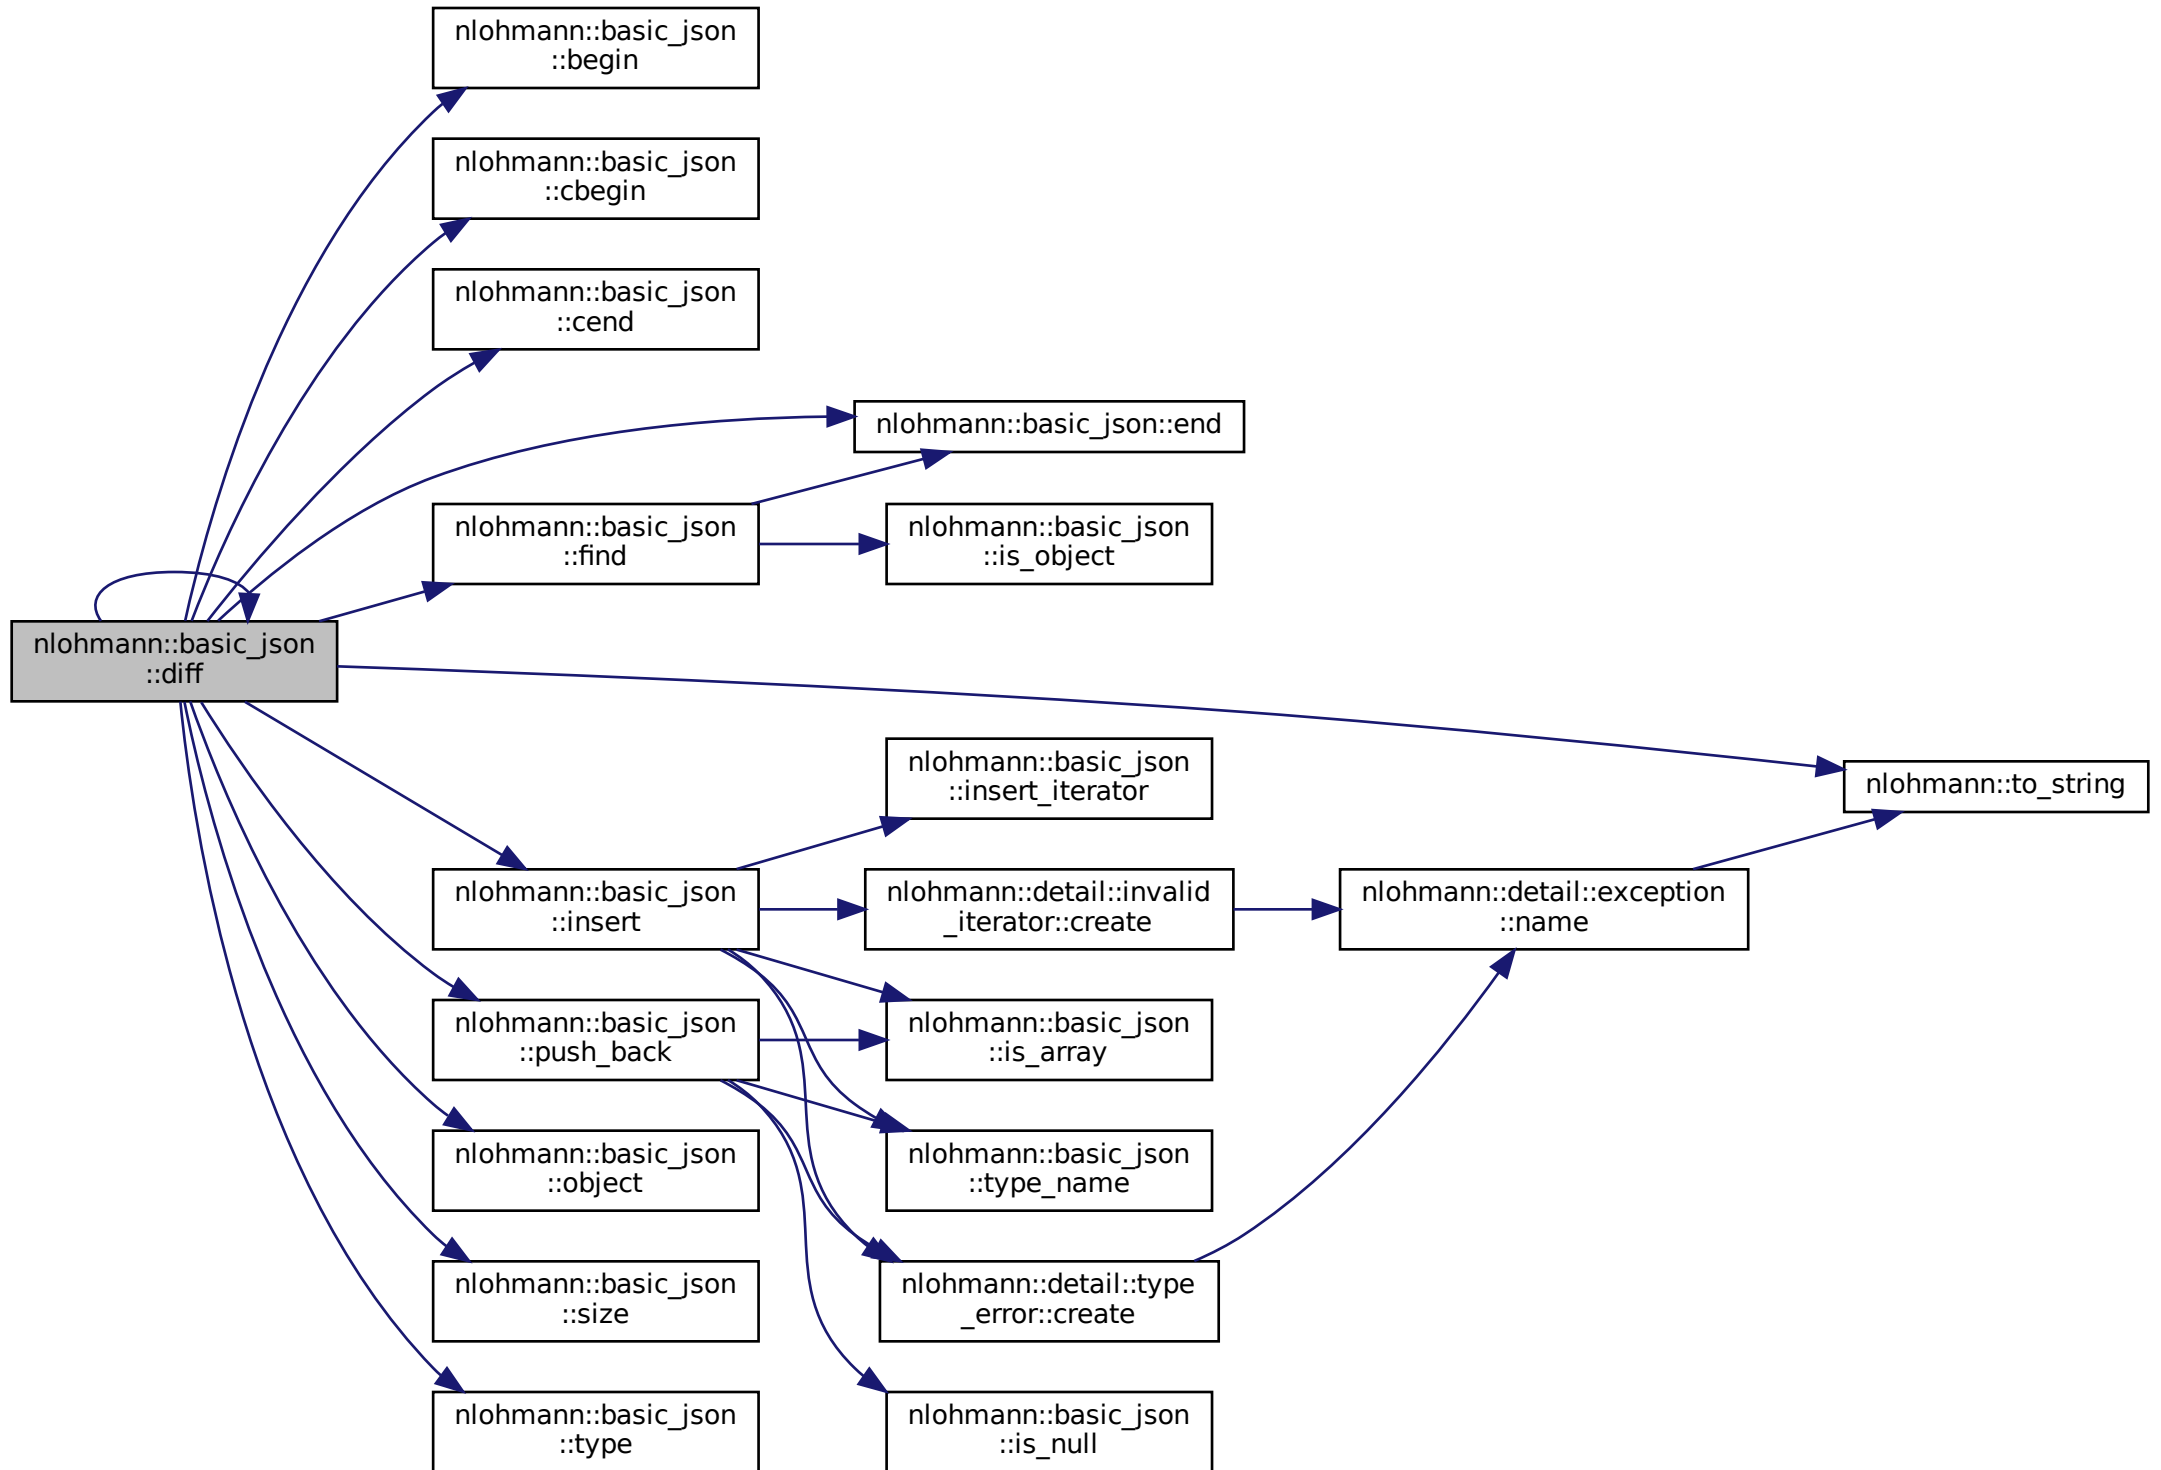 nlohmann::basic_json
::begin
nlohmann::basic_json
::cbegin
nlohmann::basic_json
::cend
nlohmann::basic_json::end
nlohmann::basic_json
::find
nlohmann::basic_json
::is_object
nlohmann::basic_json
::diff
nlohmann::basic_json
::insert_iterator
nlohmann::to_string
nlohmann::basic_json
::insert
nlohmann::detail::invalid
_iterator::create
nlohmann::detail::exception
::name
nlohmann::basic_json
::push_back
nlohmann::basic_json
::is_array
nlohmann::basic_json
::object
nlohmann::basic_json
::type_name
nlohmann::basic_json
::size
nlohmann::detail::type
_error::create
nlohmann::basic_json
::type
nlohmann::basic_json
::is_null